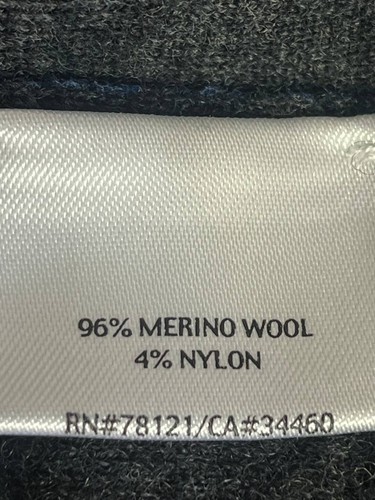 96% MERINO WOOL
4% NYLON
RN#78121/CA#34460